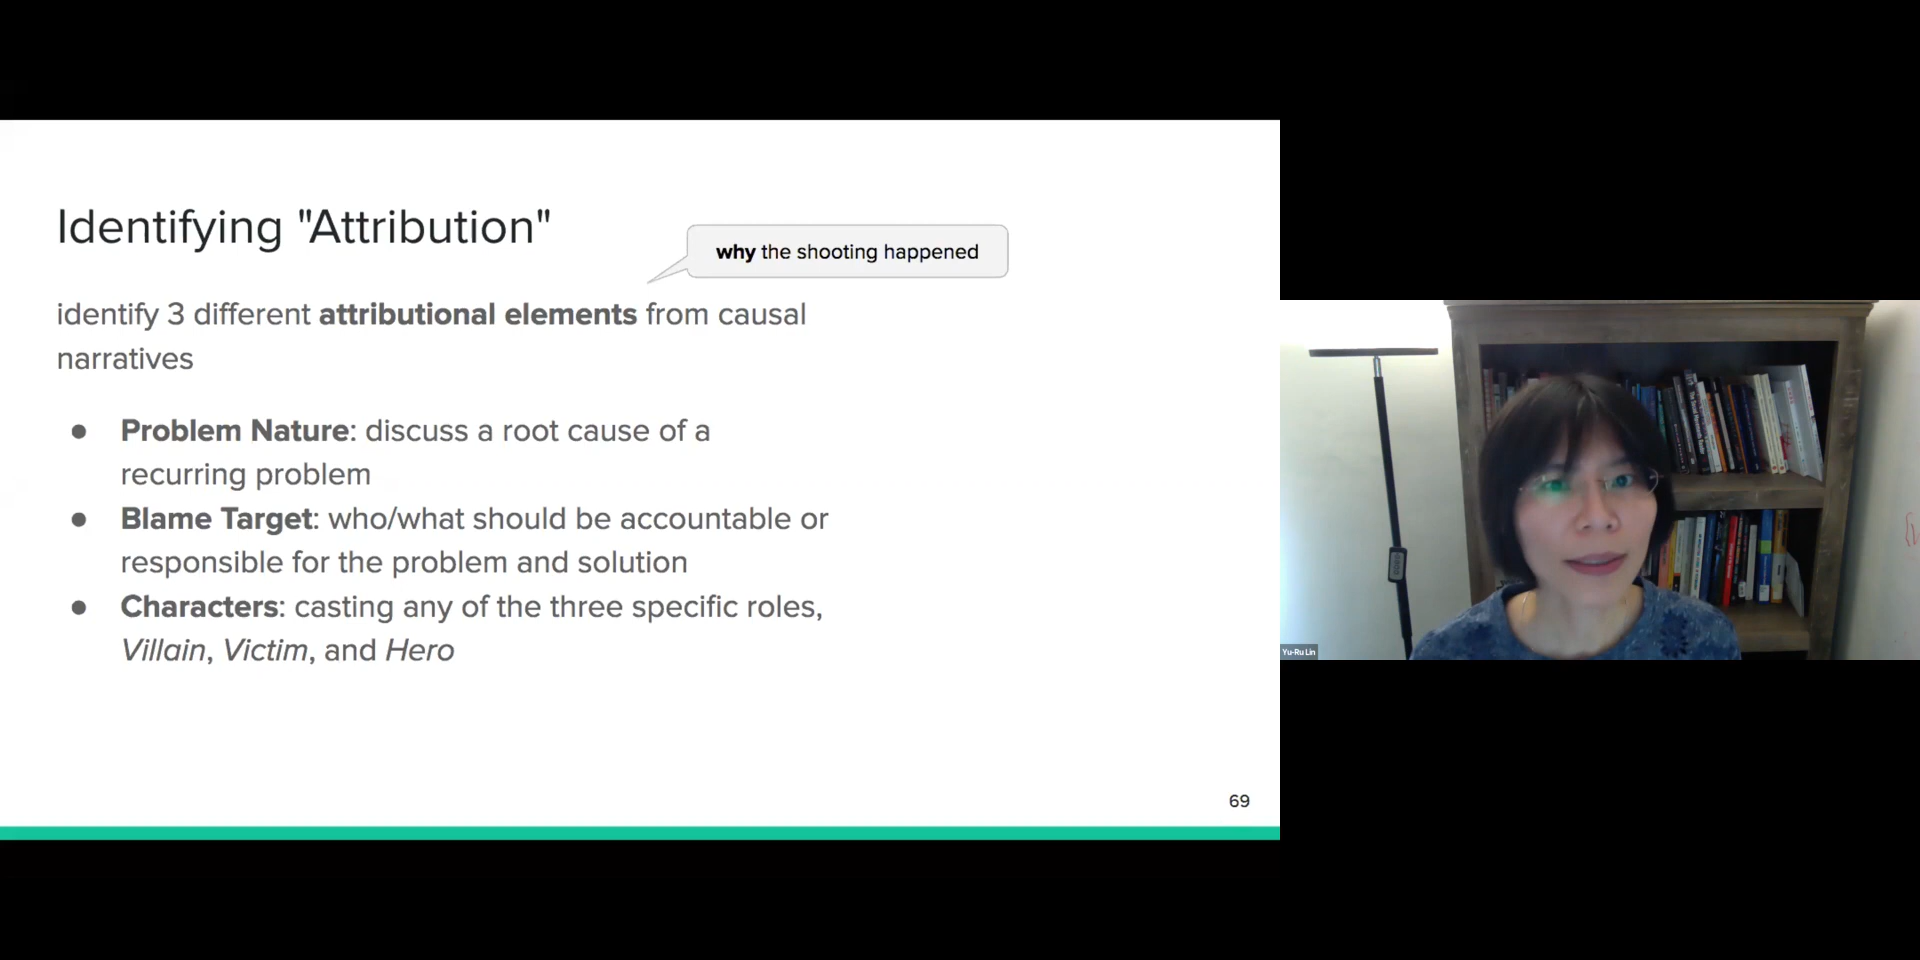 Identifying "Attribution"
why the shooting happened
identify 3 different attributional elements from causal
narratives
● Problem Nature: discuss a root cause of a
recurring problem
● Blame Target: who/what should be accountable or
responsible for the problem and solution
● Characters: casting any of the three specific roles,
Villain, Victim, and Hero
69
Yu-Ru Lin